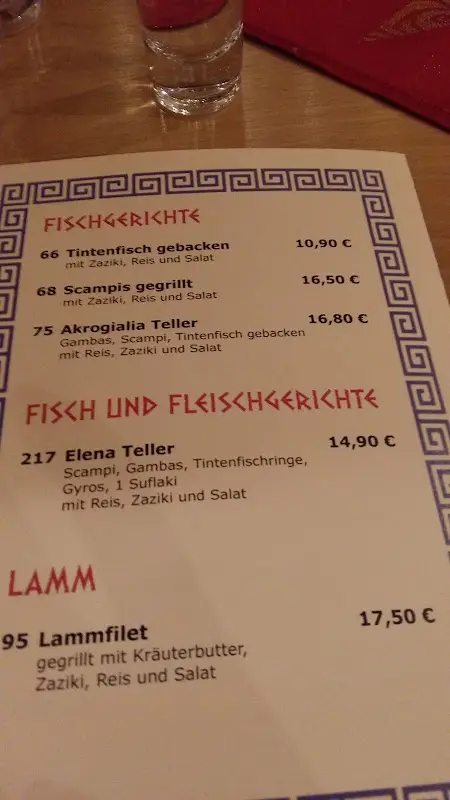 FISCHGERICHTE
66 Tintenfisch gebacken 10,90 €
mit Zaziki, Reis und Salat
68 Scampis gegrillt 16,50 €
mit Zaziki, Reis und Salat
75 Akrogialia Teller 16,80 €
Gambas, Scampi, Tintenfisch gebacken
mit Reis, Zaziki und Salat
FISCH UND FLEISCHGERICHTE
217 Elena Teller 14,90 €
Scampi, Gambas, Tintenfischringe,
Gyros, 1 Suflaki
mit Reis, Zaziki und Salat
LAMM
95 Lammfilet 17,50 €
gegrillt mit Kräuterbutter,
Zaziki, Reis und Salat